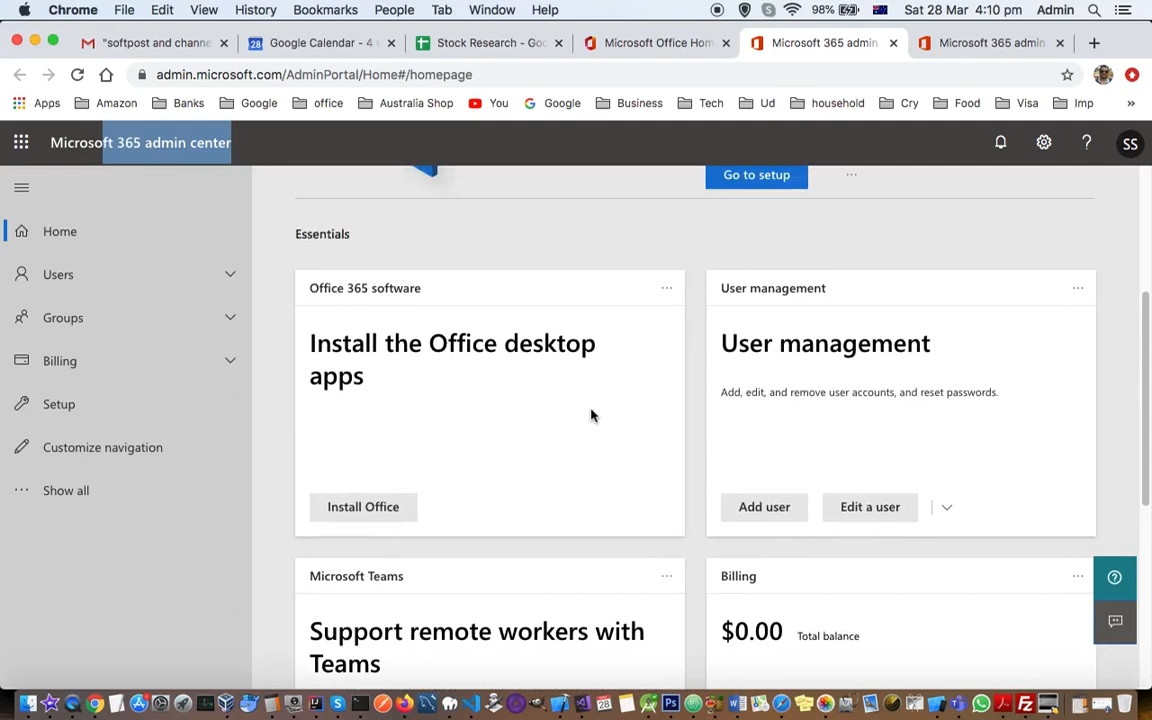 Chrome File Edit View History Bookmarks People Tab Window Help 98% Sat 28 Mar 4:10 pm Admin
"softpost and channe Google Calendar - 4 Stock Research - Goo Microsoft Office Hom Microsoft 365 admin Microsoft 365 admin
admin.microsoft.com/AdminPortal/Home#/homepage
Apps Amazon Banks Google office Australia Shop You Google Business Tech Ud household Cry Food Visa Imp »
Microsoft 365 admin center SS
Go to setup
Home
Essentials
Users
Office 365 software
User management
Groups
Install the Office desktop
apps
User management
Billing
Add, edit, and remove user accounts, and reset passwords.
Setup
Customize navigation
Show all
Install Office
Add user Edit a user
Microsoft Teams
Billing
Support remote workers with
Teams
$0.00 Total balance